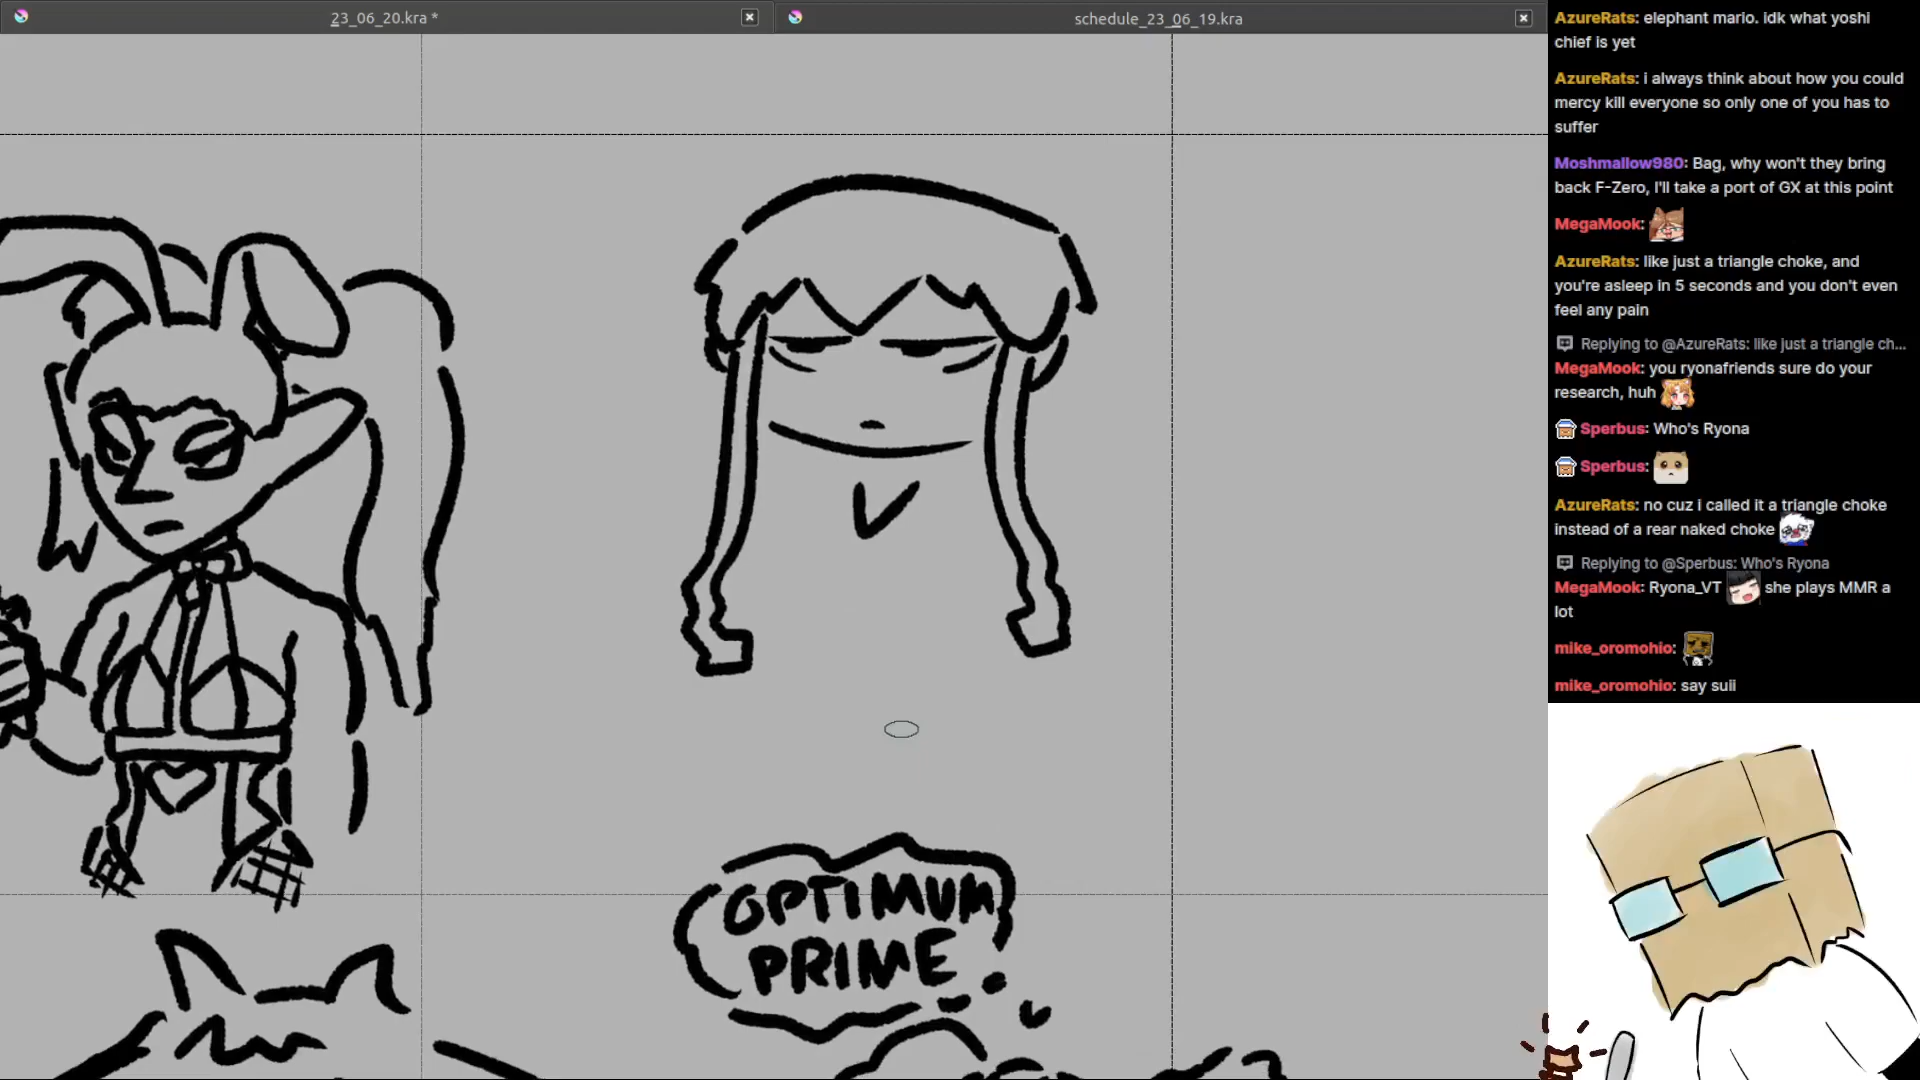 23_06_20.kra *
schedule_23_06_19.kra
OPTIMUM
PRIME
AzureRats: elephant mario. idk what yoshi
chief is yet
AzureRats: i always think about how you could
mercy kill everyone so only one of you has to
suffer
Moshmallow980: Bag, why won't they bring
back F-Zero, I'll take a port of GX at this point
MegaMook:
AzureRats: like just a triangle choke, and
you're asleep in 5 seconds and you don't even
feel any pain
Replying to @AzureRats: like just a triangle ch...
MegaMook: you ryonafriends sure do your
research, huh
Sperbus: Who's Ryona
Sperbus:
AzureRats: no cuz i called it a triangle choke
instead of a rear naked choke
Replying to @Sperbus: Who's Ryona
MegaMook: Ryona_VT she plays MMR a
lot
mike_oromohio:
mike_oromohio: say suii